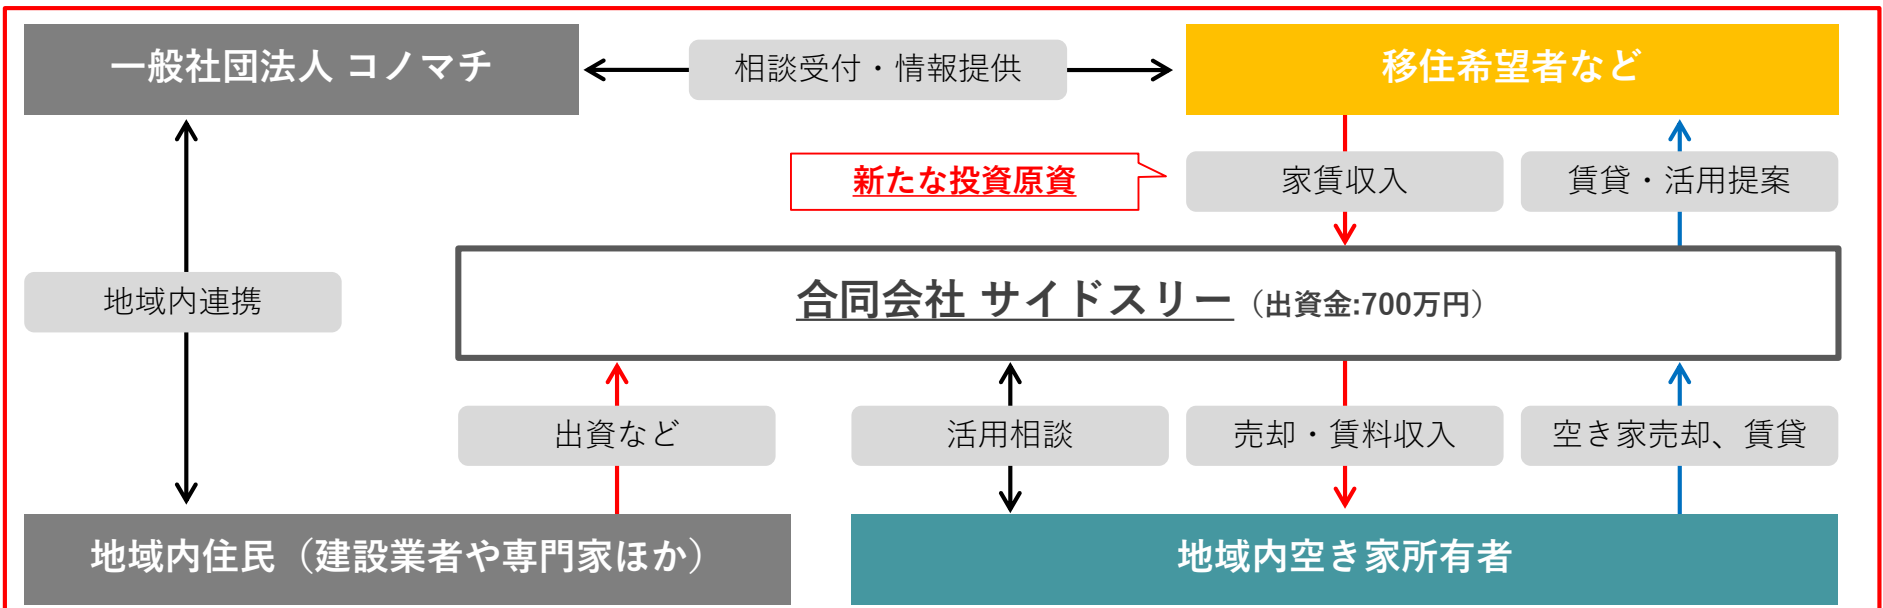 一般社団法人 コノマチ
相談受付・情報提供
移住希望者など
新たな投資原資
家賃収入
賃貸・活用提案
地域内連携
合同会社 サイドスリー（出資金:700万円）
出資など
活用相談
売却・賃料収入
空き家売却、賃貸
地域内住民（建設業者や専門家ほか）
地域内空き家所有者